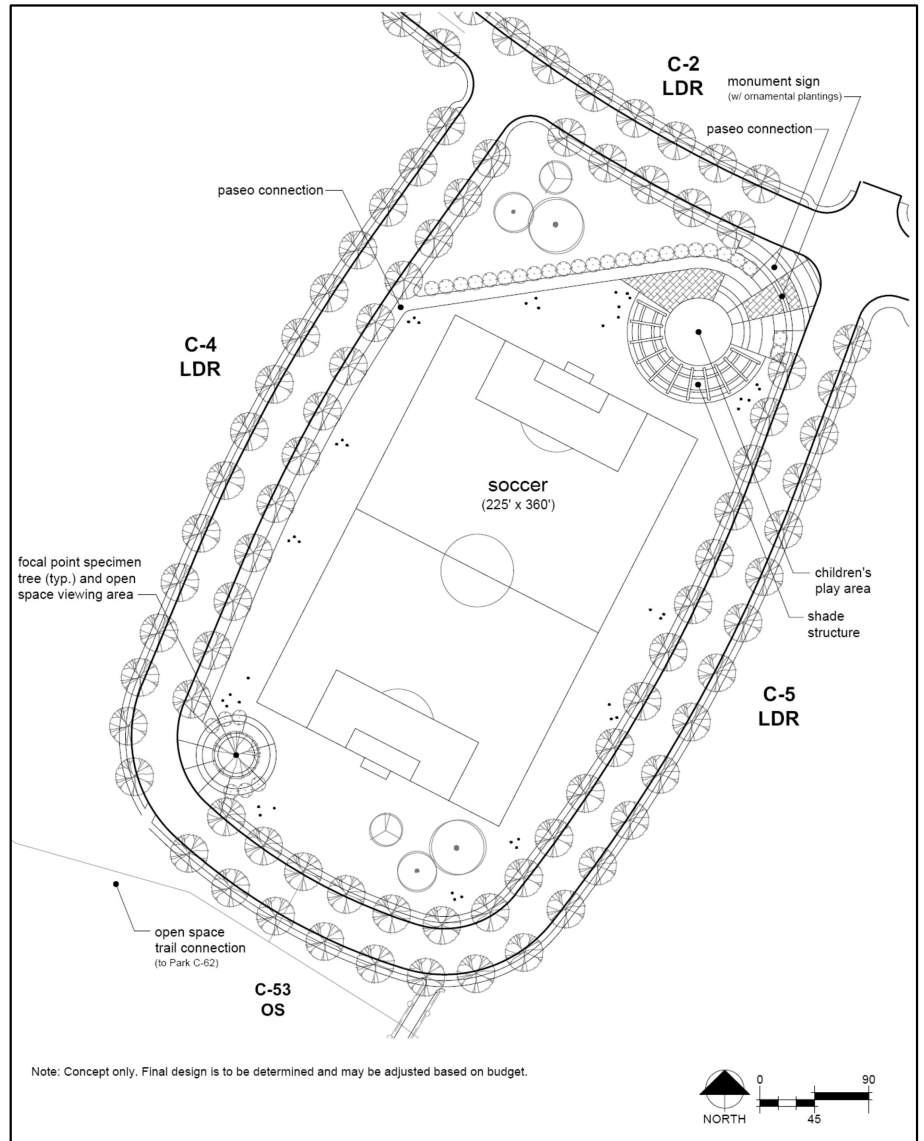 C-2
LDR
monument sign
(w/ ornamental plantings)
paseo connection
paseo connection
C-4
LDR
soccer
(225' x 360')
focal point specimen
tree (typ.) and open
space viewing area
children's
play area
shade
structure
C-5
LDR
open space
trail connection
(to Park C-62)
C-53
OS
Note: Concept only. Final design is to be determined and may be adjusted based on budget.
NORTH
0
90
45